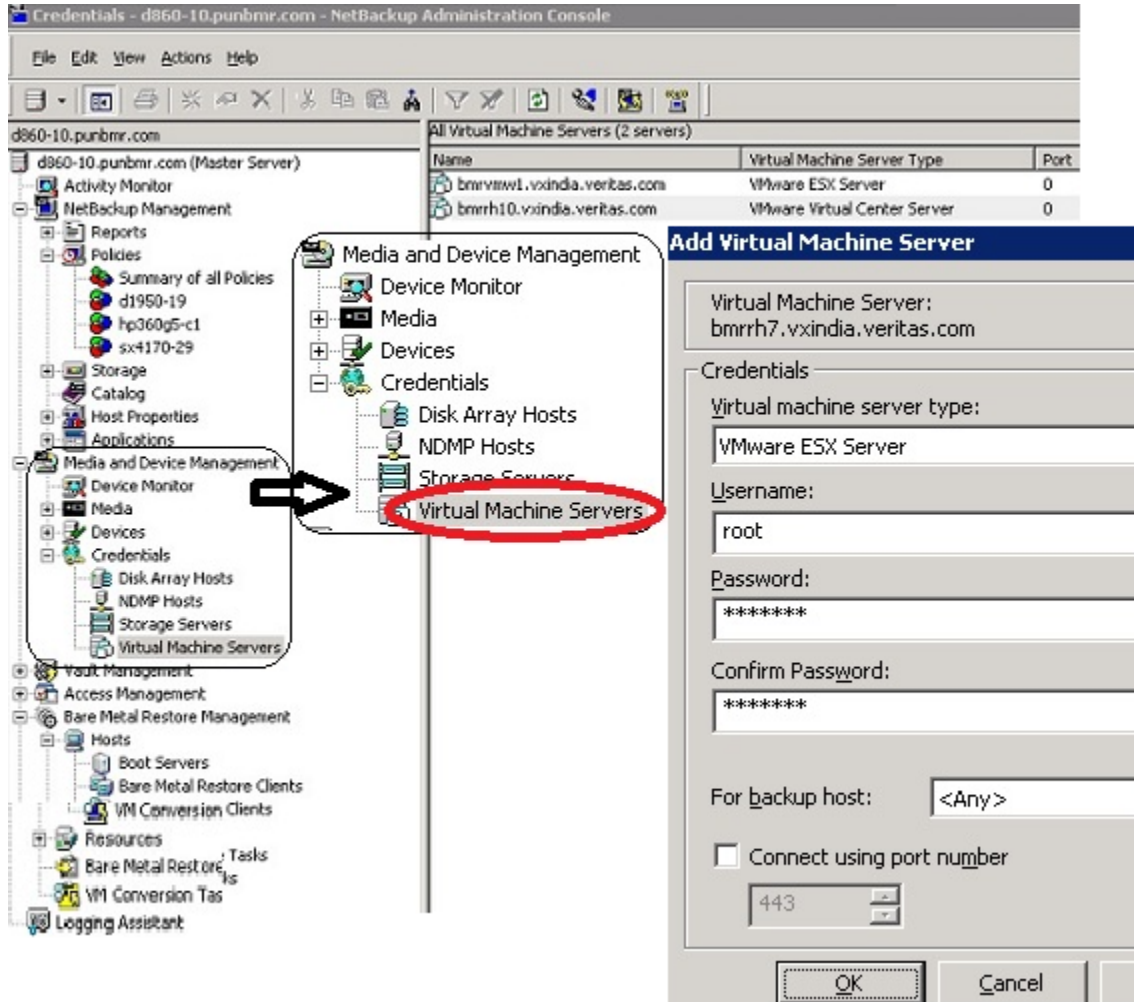 Credentials - d860-10.punbmr.com - NetBackup Administration Console
File Edit View Actions Help
d860-10.punbmr.com
d860-10.punbmr.com (Master Server)
Activity Monitor
NetBackup Management
Reports
Policies
Summary of all Policies
d1950-19
hp360g5-c1
sx4170-29
Storage
Catalog
Host Properties
Applications
Media and Device Management
Device Monitor
Media
Devices
Credentials
Disk Array Hosts
NDMP Hosts
Storage Servers
Virtual Machine Servers
Vault Management
Access Management
Bare Metal Restore Management
Hosts
Boot Servers
Bare Metal Restore Clients
VM Conversion Clients
Resources
Bare Metal Restore Tasks
ks
VM Conversion Tas
Logging Assistant
All Virtual Machine Servers (2 servers)
Name Virtual Machine Server Type Port
bmrvmw1.vxindia.veritas.com VMware ESX Server 0
bmrrh10.vxindia.veritas.com VMware Virtual Center Server 0
Media and Device Management
Device Monitor
Media
Devices
Credentials
Disk Array Hosts
NDMP Hosts
Storage Servers
Virtual Machine Servers
Add Virtual Machine Server
Virtual Machine Server:
bmrrh7.vxindia.veritas.com
Credentials
Virtual machine server type:
VMware ESX Server
Username:
root
Password:
*******
Confirm Password:
*******
For backup host: <Any>
Connect using port number
443
OK Cancel